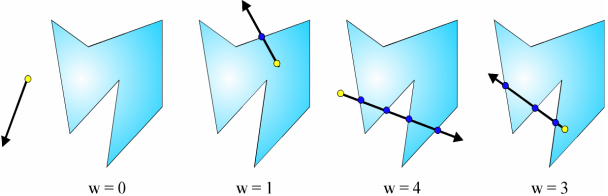 w = 0 w = 1 w = 4 w = 3